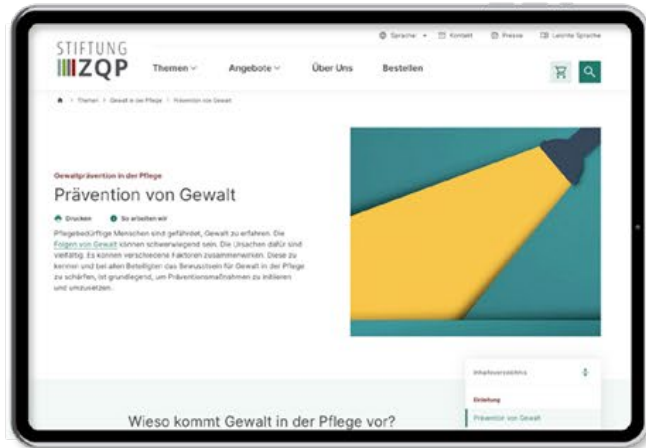 Sprache Kontakt Presse Leichte Sprache
STIFTUNG
ZQP
Themen Angebote Über Uns Bestellen
Themen > Gewalt in der Pflege > Prävention von Gewalt
Gewaltprävention in der Pflege
Prävention von Gewalt
Drucken So arbeiten wir
Pflegebedürftige Menschen sind gefährdet, Gewalt zu erfahren. Die
Folgen von Gewalt können schwerwiegend sein. Die Ursachen dafür sind
vielfältig. Es können verschiedene Faktoren zusammenwirken. Diese zu
kennen und bei allen Beteiligten das Bewusstsein für Gewalt in der Pflege
zu schärfen, ist grundlegend, um Präventionsmaßnahmen zu initiieren
und umzusetzen.
Inhaltsverzeichnis
Einleitung
Prävention von Gewalt
Wieso kommt Gewalt in der Pflege vor?